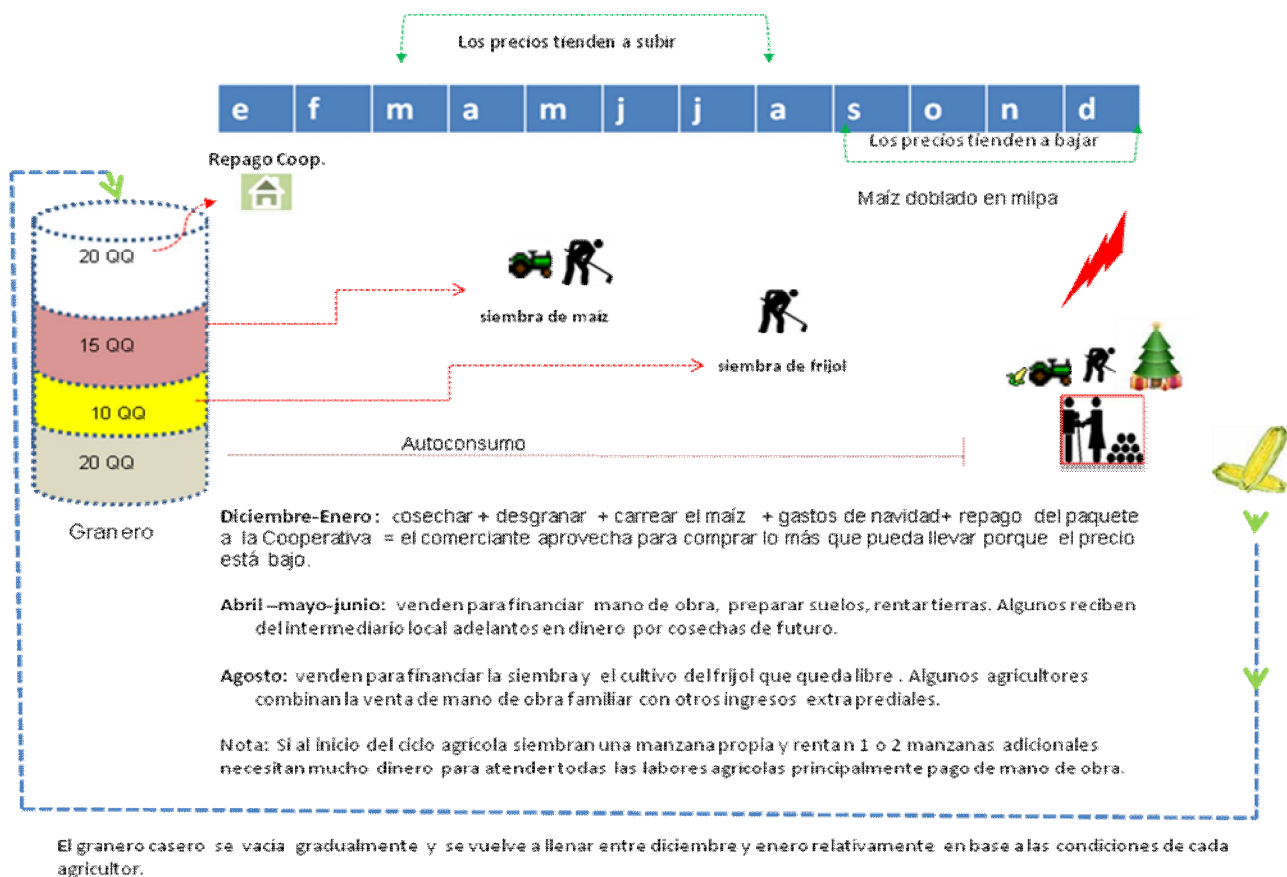 Los precios tienden a subir
e f m a m j j a s o n d
Los precios tienden a bajar
Repago Coop.
Maíz doblado en milpa
20 QQ
siembra de maíz
15 QQ
siembra de frijol
10 QQ
Autoconsumo
20 QQ
Granero
Diciembre-Enero: cosechar + desgranar + carrear el maíz + gastos de navidad+ repago del paquete
a la Cooperativa = el comerciante aprovecha para comprar lo más que pueda llevar porque el precio
está bajo.
Abril –mayo-junio: venden para financiar mano de obra, preparar suelos, rentar tierras. Algunos reciben
del intermediario local adelantos en dinero por cosechas de futuro.
Agosto: venden para financiar la siembra y el cultivo del frijol que queda libre . Algunos agricultores
combinan la venta de mano de obra familiar con otros ingresos extra prediales.
Nota: Si al inicio del ciclo agrícola siembran una manzana propia y rentan 1 o 2 manzanas adicionales
necesitan mucho dinero para atender todas las labores agrícolas principalmente pago de mano de obra.
El granero casero se vacía gradualmente y se vuelve a llenar entre diciembre y enero relativamente en base a las condiciones de cada
agricultor.